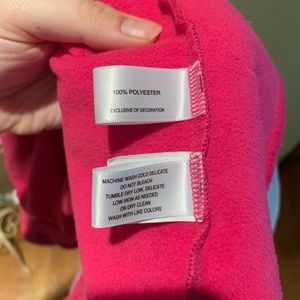 100% POLYESTER
EXCLUSIVE OF DECORATION
MACHINE WASH COLD DELICATE
DO NOT BLEACH
TUMBLE DRY LOW, DELICATE
LOW IRON AS NEEDED
OR DRY CLEAN
WASH WITH LIKE COLORS